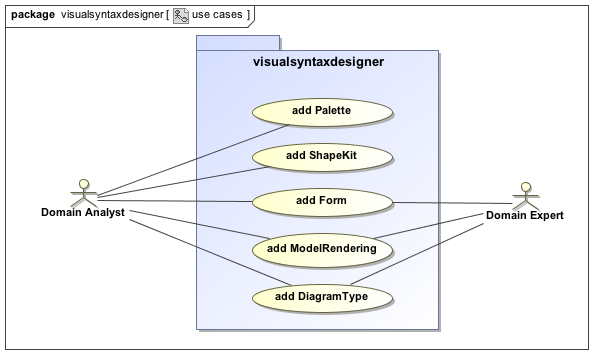 package visualsyntaxdesigner [ use cases ]
visualsyntaxdesigner
add Palette
add ShapeKit
add Form
Domain Analyst
Domain Expert
add ModelRendering
add DiagramType